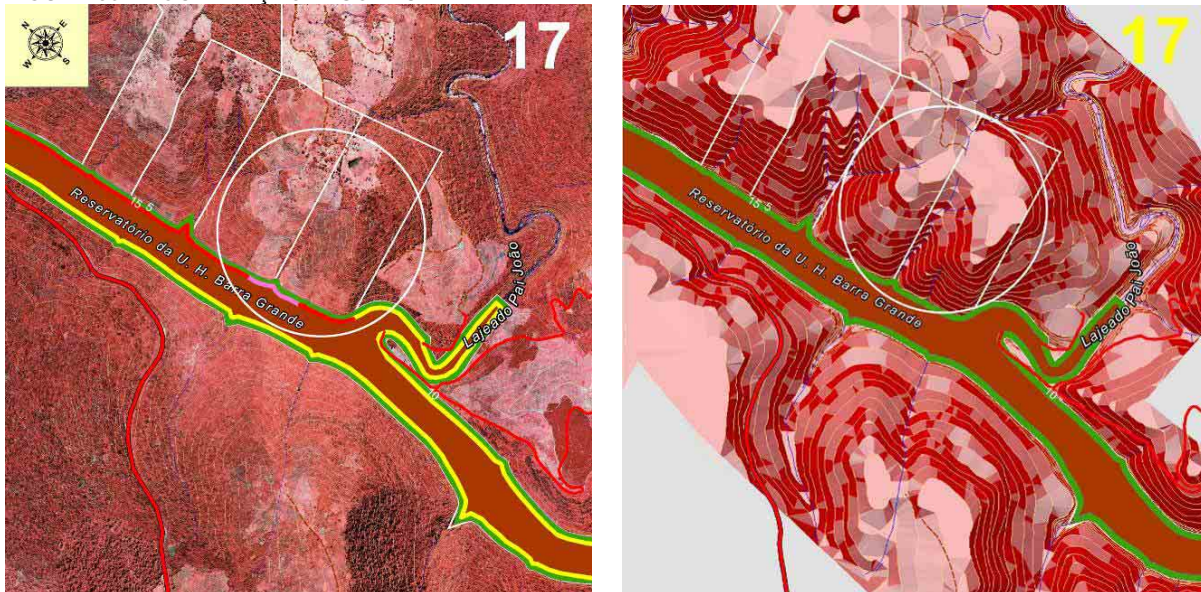 N
E
W
S
17
15
5
Reservatório da U. H. Barra Grande
Lajeado Pai João
10
17
15
5
Reservatório da U. H. Barra Grande
Lajeado Pai João
10